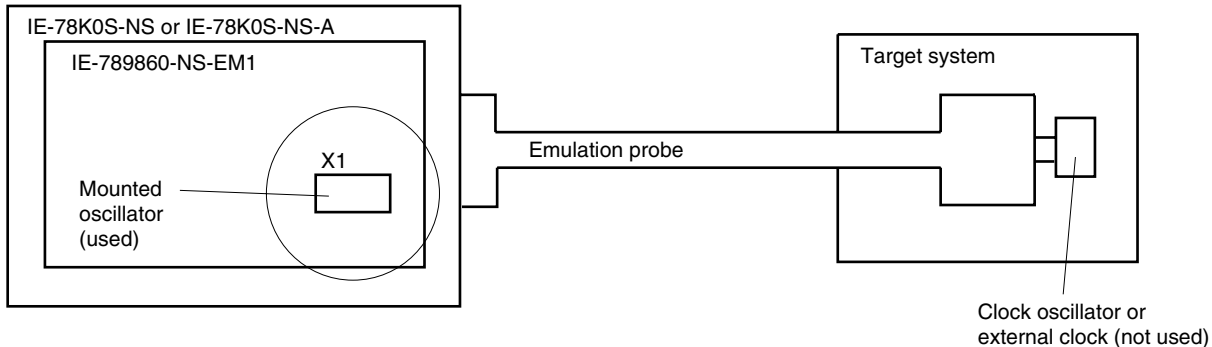 IE-78K0S-NS or IE-78K0S-NS-A
IE-789860-NS-EM1
X1
Mounted
oscillator
(used)
Emulation probe
Target system
Clock oscillator or
external clock (not used)